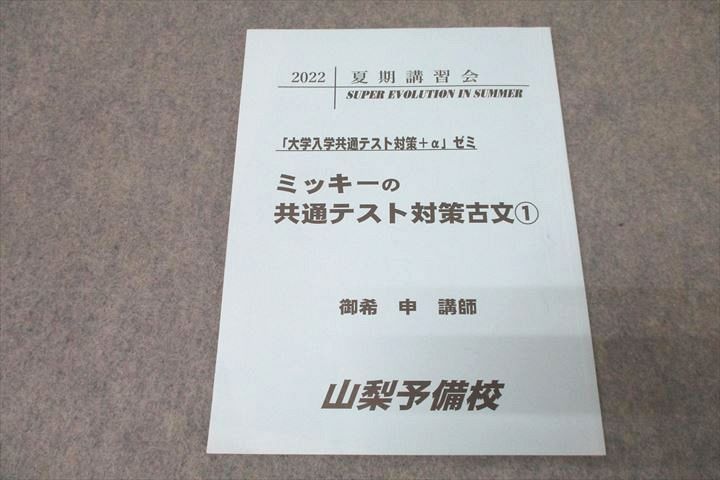 2022 夏期講習会
SUPER EVOLUTION IN SUMMER
「大学入学共通テスト対策+α」ゼミ
ミッキーの
共通テスト対策古文①
御希 申 講師
山梨予備校